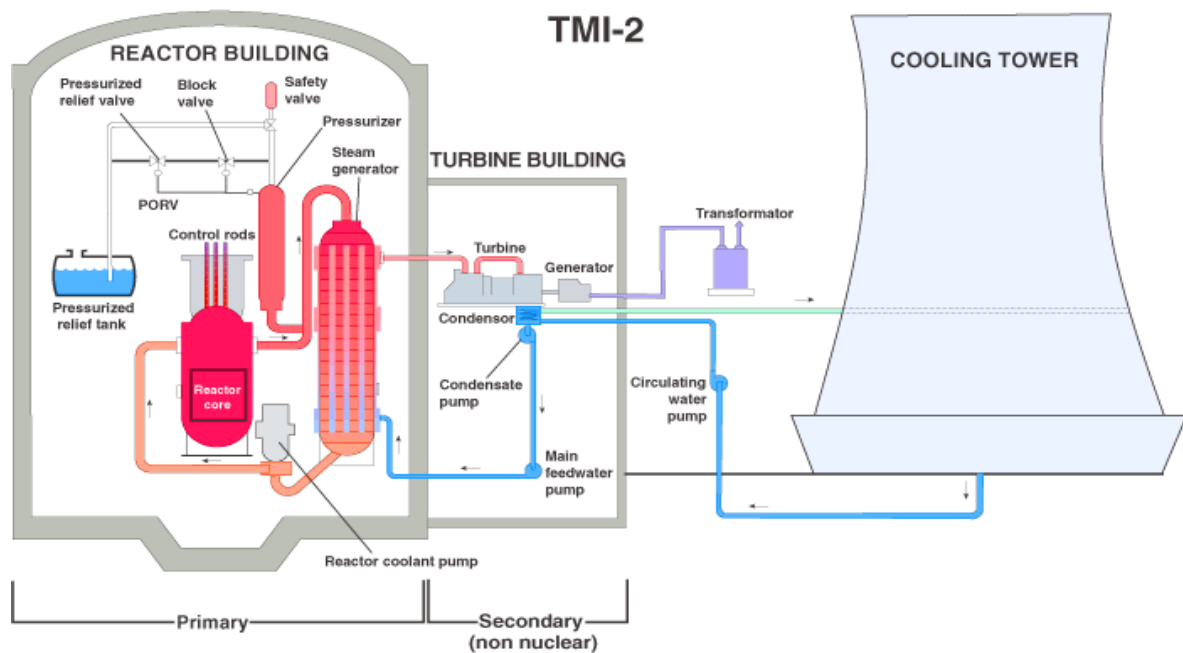 TMI-2
REACTOR BUILDING
COOLING TOWER
Pressurized
relief valve
Block
valve
Safety
valve
Pressurizer
Steam
generator
TURBINE BUILDING
PORV
Control rods
Transformator
Turbine
Generator
Pressurized
relief tank
Condensor
Reactor
core
Condensate
pump
Circulating
water
pump
Main
feedwater
pump
Reactor coolant pump
Primary
Secondary
(non nuclear)